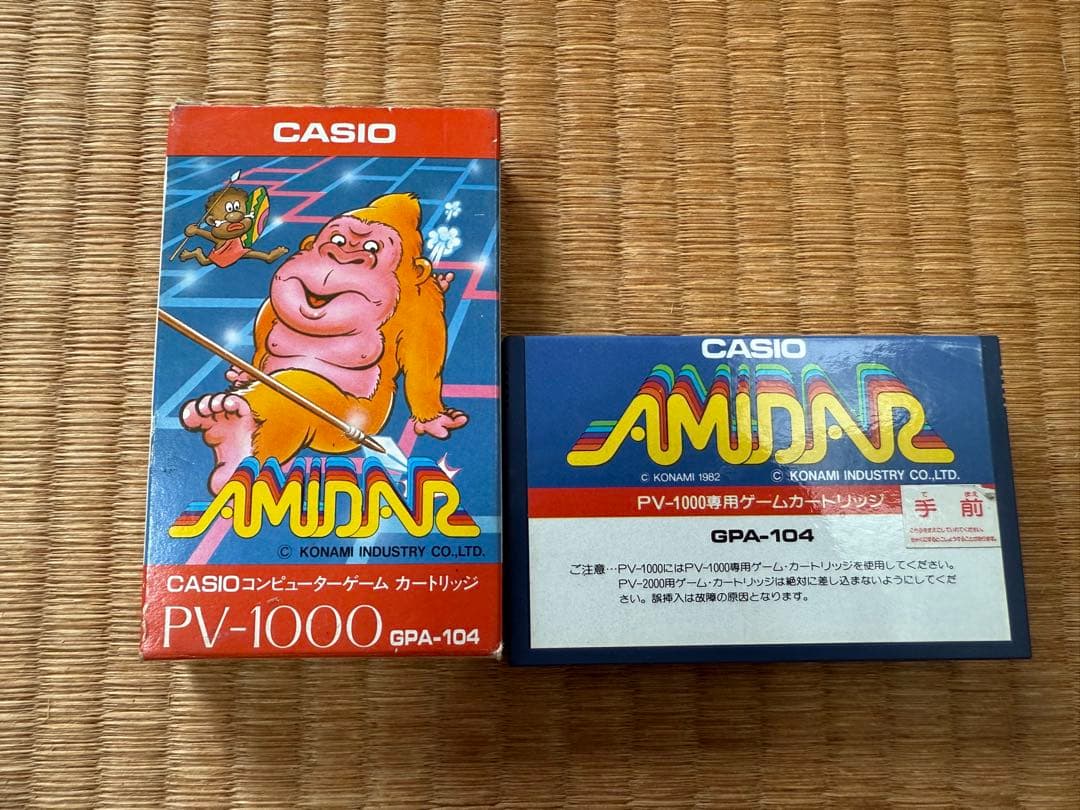 CASIO
AMIDAR
© KONAMI INDUSTRY CO.,LTD.
CASIOコンピューターゲーム カートリッジ
PV-1000 GPA-104
CASIO
AMIDAR
© KONAMI 1982 © KONAMI INDUSTRY CO.,LTD.
PV-1000専用ゲームカートリッジ
て まえ
手前
GPA-104
ご注意…PV-1000にはPV-1000専用ゲーム・カートリッジを使用してください。
PV-2000用ゲーム・カートリッジは絶対に差し込まないようにしてくだ
さい。誤挿入は故障の原因となります。